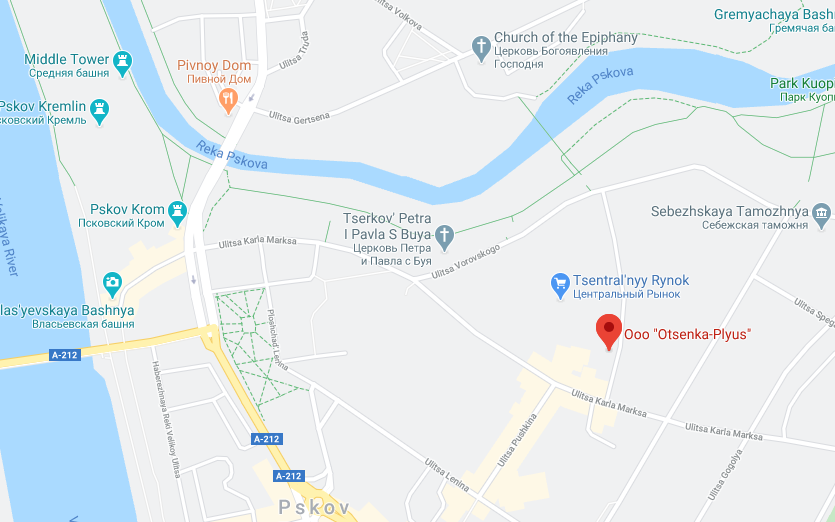 Ulitsa Volkova
Church of the Epiphany
Церковь Богоявления
Господня
Gremyachaya Bash
Гремячая ба
Middle Tower
Средняя башня
Pivnoy Dom
Пивной Дом
Ulitsa Truda
Reka Pskova
Park Kuop
Парк Куоп
Pskov Kremlin
сковский Кремль
Ulitsa Gertsena
Reka Pskova
Velikaya River
Pskov Krom
Псковский Кром
Tserkov' Petra
I Pavla S Buya
Церковь Петра
и Павла с Буя
Sebezhskaya Tamozhnya
Себежская таможня
Ulitsa Karla Marksa
Ulitsa Vorovskogo
las'yevskaya Bashnya
Власьевская башня
Tsentral'nyy Rynok
Центральный Рынок
Ulitsa Spega
Ploshchad' Lenina
Ooo "Otsenka-Plyus"
A-212
Naberezhnaya Reki Velikoy Ulitsa
Ulitsa Karla Marksa
Ulitsa Karla Marksa
Ulitsa Pushkina
A-212
Ulitsa Lenina
Ulitsa Gogolya
A-212
Pskov